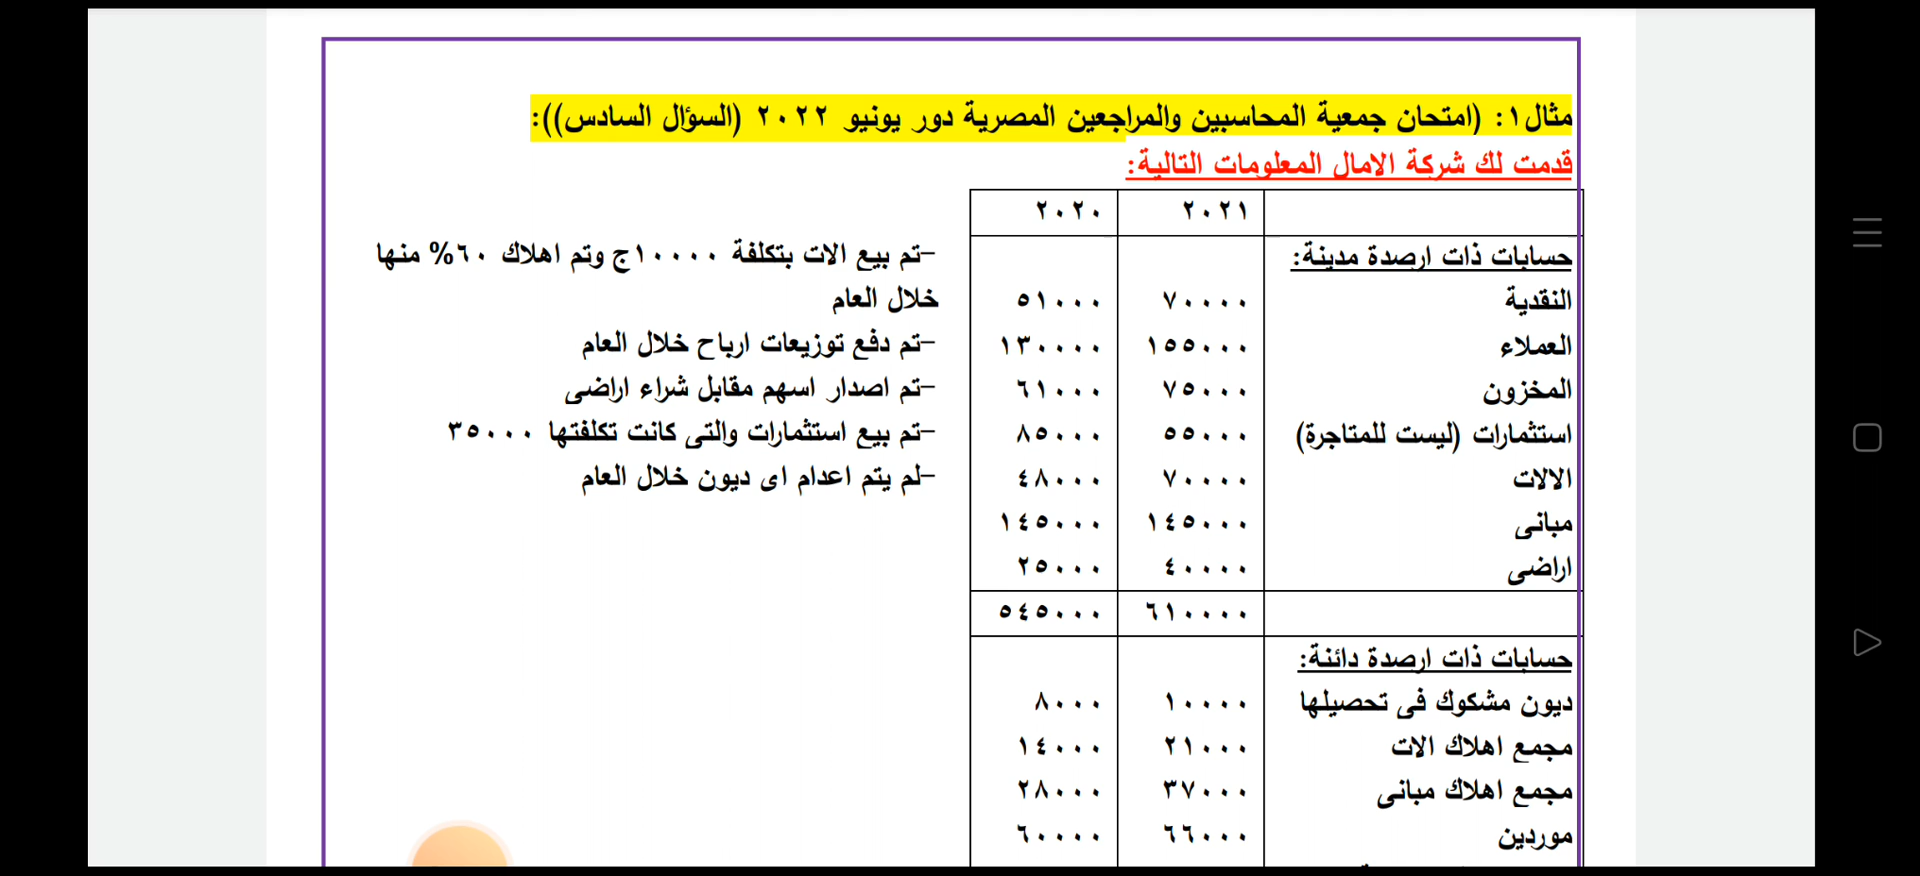 مثال١: (امتحان جمعية المحاسبين والمراجعين المصرية دور يونيو ٢٠٢٢ (السؤال السادس)):
قدمت لك شركة الامال المعلومات التالية:
٢٠٢١ ٢٠٢٠
حسابات ذات ارصدة مدينة:
النقدية ٧٠٠٠٠ ٥١٠٠٠
العملاء ١٥٥٠٠٠ ١٣٠٠٠٠
المخزون ٧٥٠٠٠ ٦١٠٠٠
استثمارات (ليست للمتاجرة) ٥٥٠٠٠ ٨٥٠٠٠
الالات ٧٠٠٠٠ ٤٨٠٠٠
مبانى ١٤٥٠٠٠ ١٤٥٠٠٠
اراضى ٤٠٠٠٠ ٢٥٠٠٠
٦١٠٠٠٠ ٥٤٥٠٠٠
حسابات ذات ارصدة دائنة:
ديون مشكوك فى تحصيلها ١٠٠٠٠ ٨٠٠٠
مجمع اهلاك الات ٢١٠٠٠ ١٤٠٠٠
مجمع اهلاك مبانى ٣٧٠٠٠ ٢٨٠٠٠
موردين ٦٦٠٠٠ ٦٠٠٠٠
–تم بيع الات بتكلفة ١٠٠٠٠ج وتم اهلاك ٦٠% منها
خلال العام
–تم دفع توزيعات ارباح خلال العام
–تم اصدار اسهم مقابل شراء اراضى
–تم بيع استثمارات والتى كانت تكلفتها ٣٥٠٠٠
–لم يتم اعدام اى ديون خلال العام